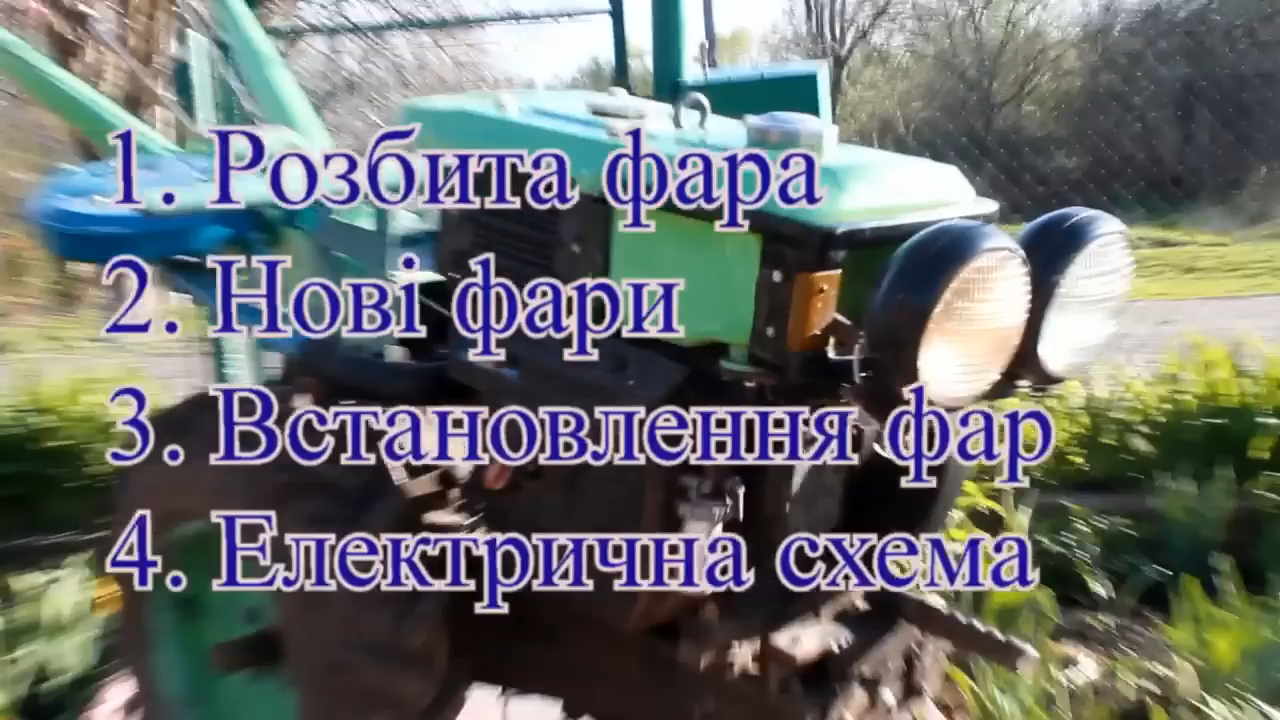 1. Розбита фара
2. Нові фари
3. Встановлення фар
4. Електрична схема